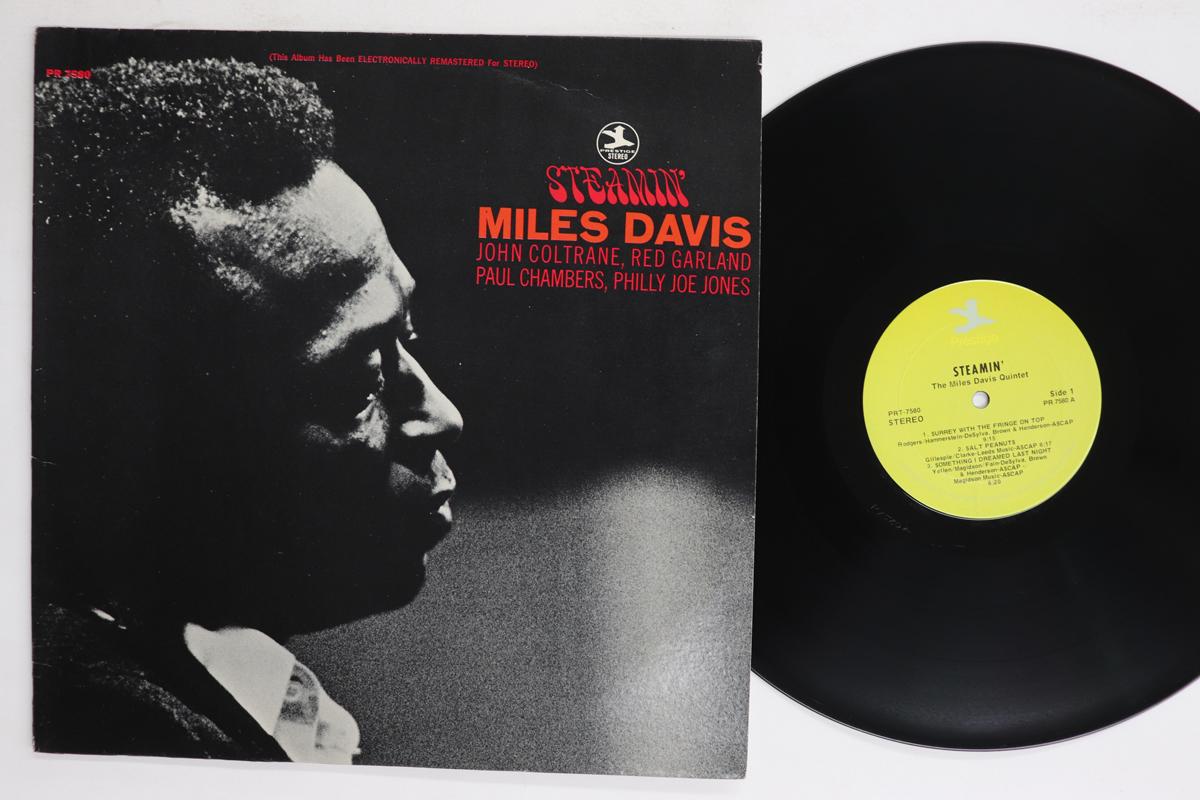 (This Album Has Been ELECTRONICALLY REMASTERED For STEREO)
PR 7580
PRESTIGE
STEREO
STEAMIN'
MILES DAVIS
JOHN COLTRANE, RED GARLAND
PAUL CHAMBERS, PHILLY JOE JONES
Prestige
STEAMIN'
The Miles Davis Quintet
PRT-7580
STEREO
Side 1
PR 7580 A
1. SURREY WITH THE FRINGE ON TOP
Rodgers/Hammerstein-DeSylva, Brown & Henderson-ASCAP
9:15
2. SALT PEANUTS
Gillespie/Clarke-Leeds Music-ASCAP 6:17
3. SOMETHING I DREAMED LAST NIGHT
Yellen/Magidson/Fain-DeSylva, Brown
& Henderson-ASCAP -
Magidson Music-ASCAP
6:20